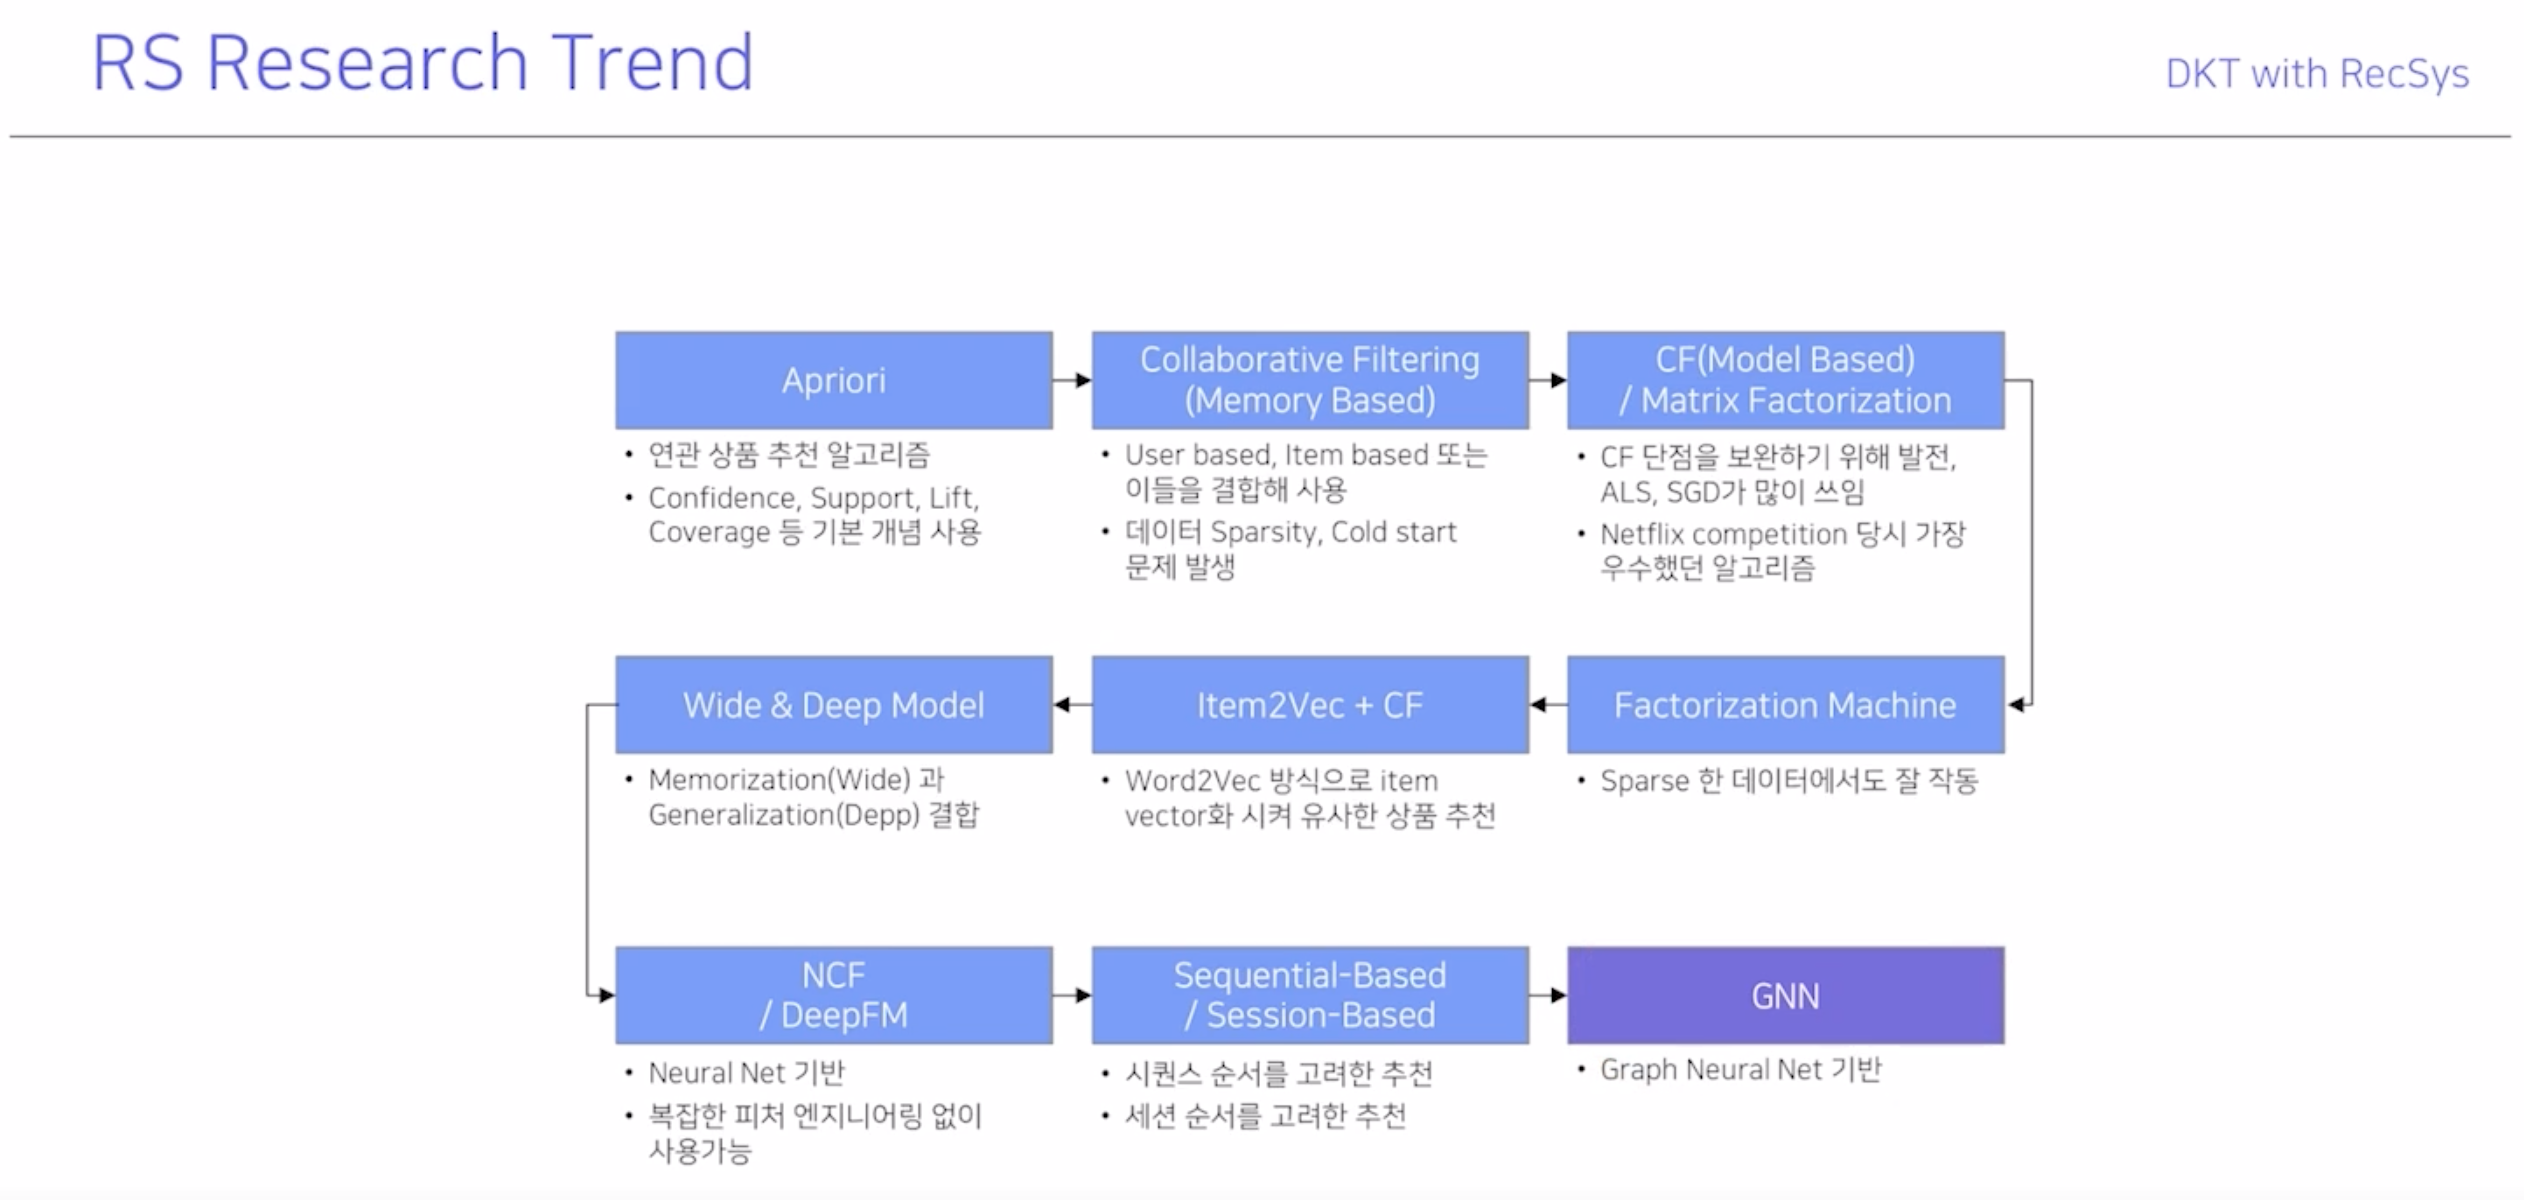 RS Research Trend
DKT with RecSys
Apriori
• 연관 상품 추천 알고리즘
• Confidence, Support, Lift,
Coverage 등 기본 개념 사용
Collaborative Filtering
(Memory Based)
• User based, Item based 또는
이들을 결합해 사용
• 데이터 Sparsity, Cold start
문제 발생
CF(Model Based)
/ Matrix Factorization
• CF 단점을 보완하기 위해 발전,
ALS, SGD가 많이 쓰임
• Netflix competition 당시 가장
우수했던 알고리즘
Factorization Machine
• Sparse 한 데이터에서도 잘 작동
Item2Vec + CF
• Word2Vec 방식으로 item
vector화 시켜 유사한 상품 추천
Wide & Deep Model
• Memorization(Wide) 과
Generalization(Depp) 결합
NCF
/ DeepFM
• Neural Net 기반
• 복잡한 피처 엔지니어링 없이
사용가능
Sequential-Based
/ Session-Based
• 시퀀스 순서를 고려한 추천
• 세션 순서를 고려한 추천
GNN
• Graph Neural Net 기반